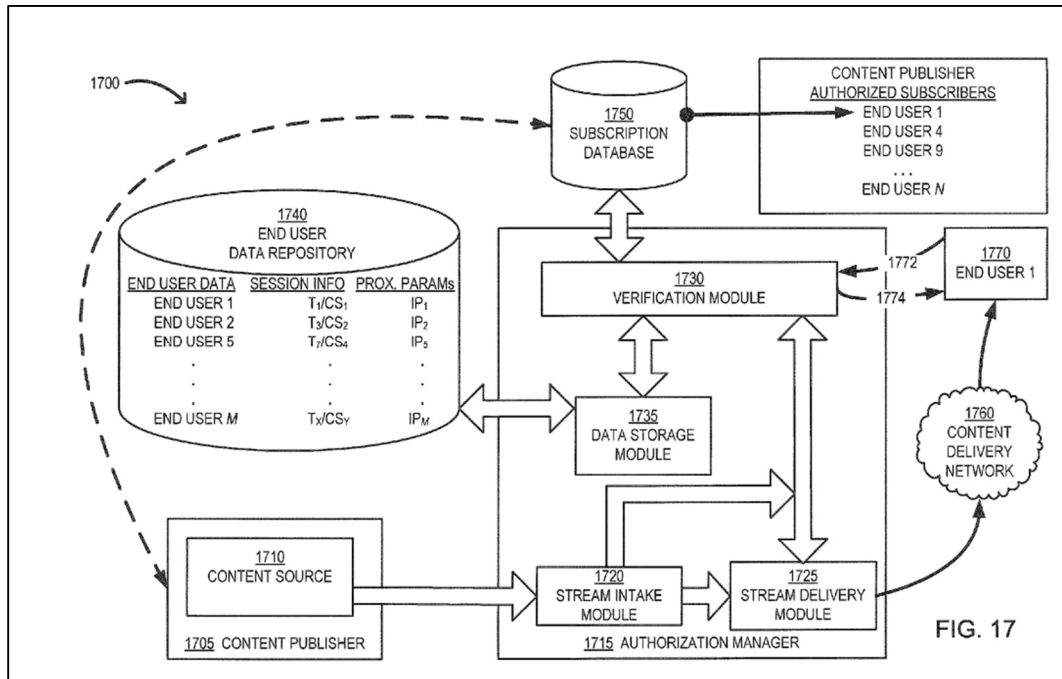 1700
1750
SUBSCRIPTION
DATABASE
CONTENT PUBLISHER
AUTHORIZED SUBSCRIBERS
END USER 1
END USER 4
END USER 9
. . .
END USER N
1740
END USER
DATA REPOSITORY
END USER DATA SESSION INFO PROX. PARAMs
END USER 1 T1/CS1 IP1
END USER 2 T3/CS2 IP2
END USER 5 T7/CS4 IP5
. . .
. . .
. . .
END USER M TX/CSY IPM
1730
VERIFICATION MODULE
1772
1774
1770
END USER 1
1735
DATA STORAGE
MODULE
1760
CONTENT
DELIVERY
NETWORK
1710
CONTENT SOURCE
1705 CONTENT PUBLISHER
1720
STREAM INTAKE
MODULE
1725
STREAM DELIVERY
MODULE
1715 AUTHORIZATION MANAGER
FIG. 17